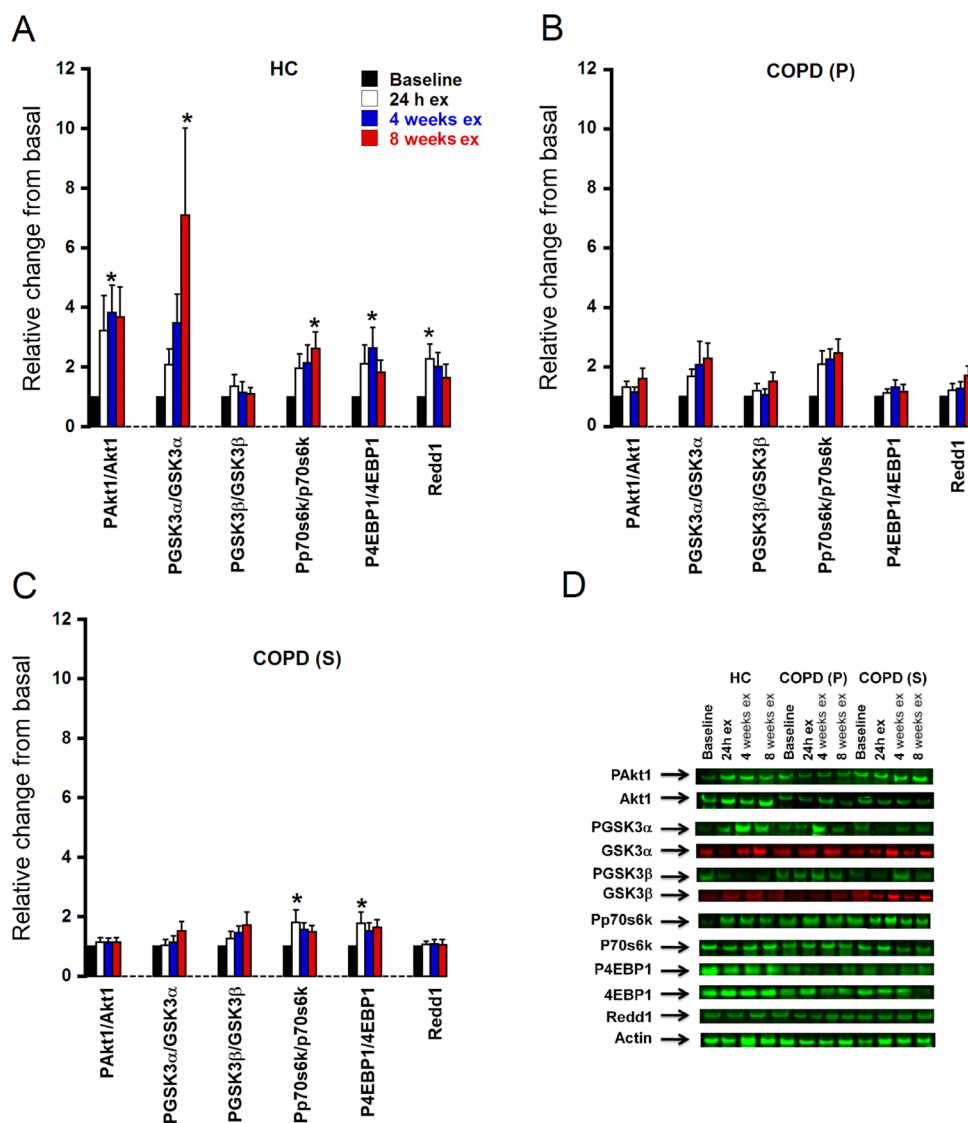 A
HC
Relative change from basal
12
10
8
6
4
2
0
Baseline
24 h ex
4 weeks ex
8 weeks ex
*
*
*
*
*
PAkt1/Akt1
PGSK3α/GSK3α
PGSK3β/GSK3β
Pp70s6k/p70s6k
P4EBP1/4EBP1
Redd1
B
COPD (P)
Relative change from basal
12
10
8
6
4
2
0
PAkt1/Akt1
PGSK3α/GSK3α
PGSK3β/GSK3β
Pp70s6k/p70s6k
P4EBP1/4EBP1
Redd1
C
COPD (S)
Relative change from basal
12
10
8
6
4
2
0
*
*
PAkt1/Akt1
PGSK3α/GSK3α
PGSK3β/GSK3β
Pp70s6k/p70s6k
P4EBP1/4EBP1
Redd1
D
HC COPD (P) COPD (S)
Baseline
24h ex
4 weeks ex
8 weeks ex
Baseline
24h ex
4 weeks ex
8 weeks ex
Baseline
24h ex
4 weeks ex
8 weeks ex
PAkt1
Akt1
PGSK3α
GSK3α
PGSK3β
GSK3β
Pp70s6k
P70s6k
P4EBP1
4EBP1
Redd1
Actin